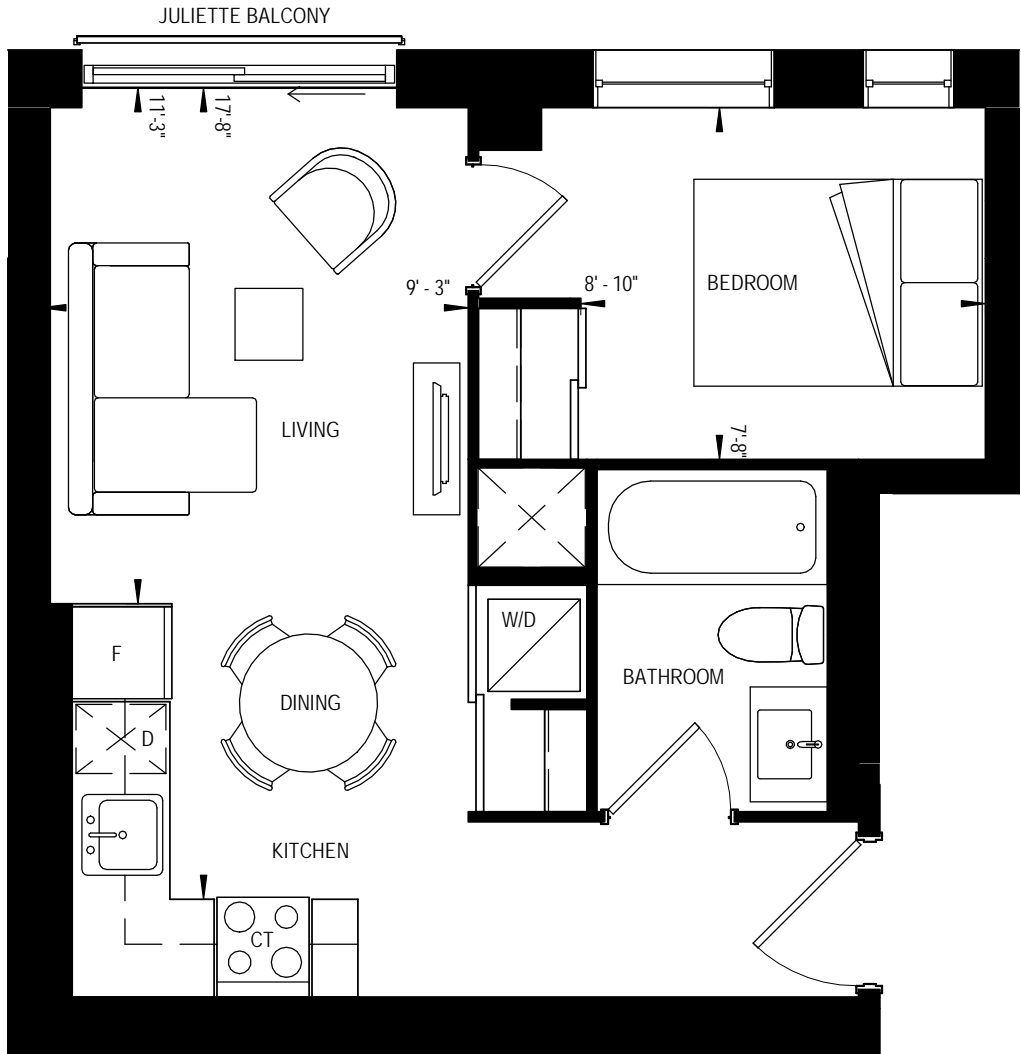 JULIETTE BALCONY
11'-3"
17'-8"
9' - 3"
8' - 10"
BEDROOM
LIVING
7'-8"
W/D
F
BATHROOM
DINING
D
KITCHEN
CT